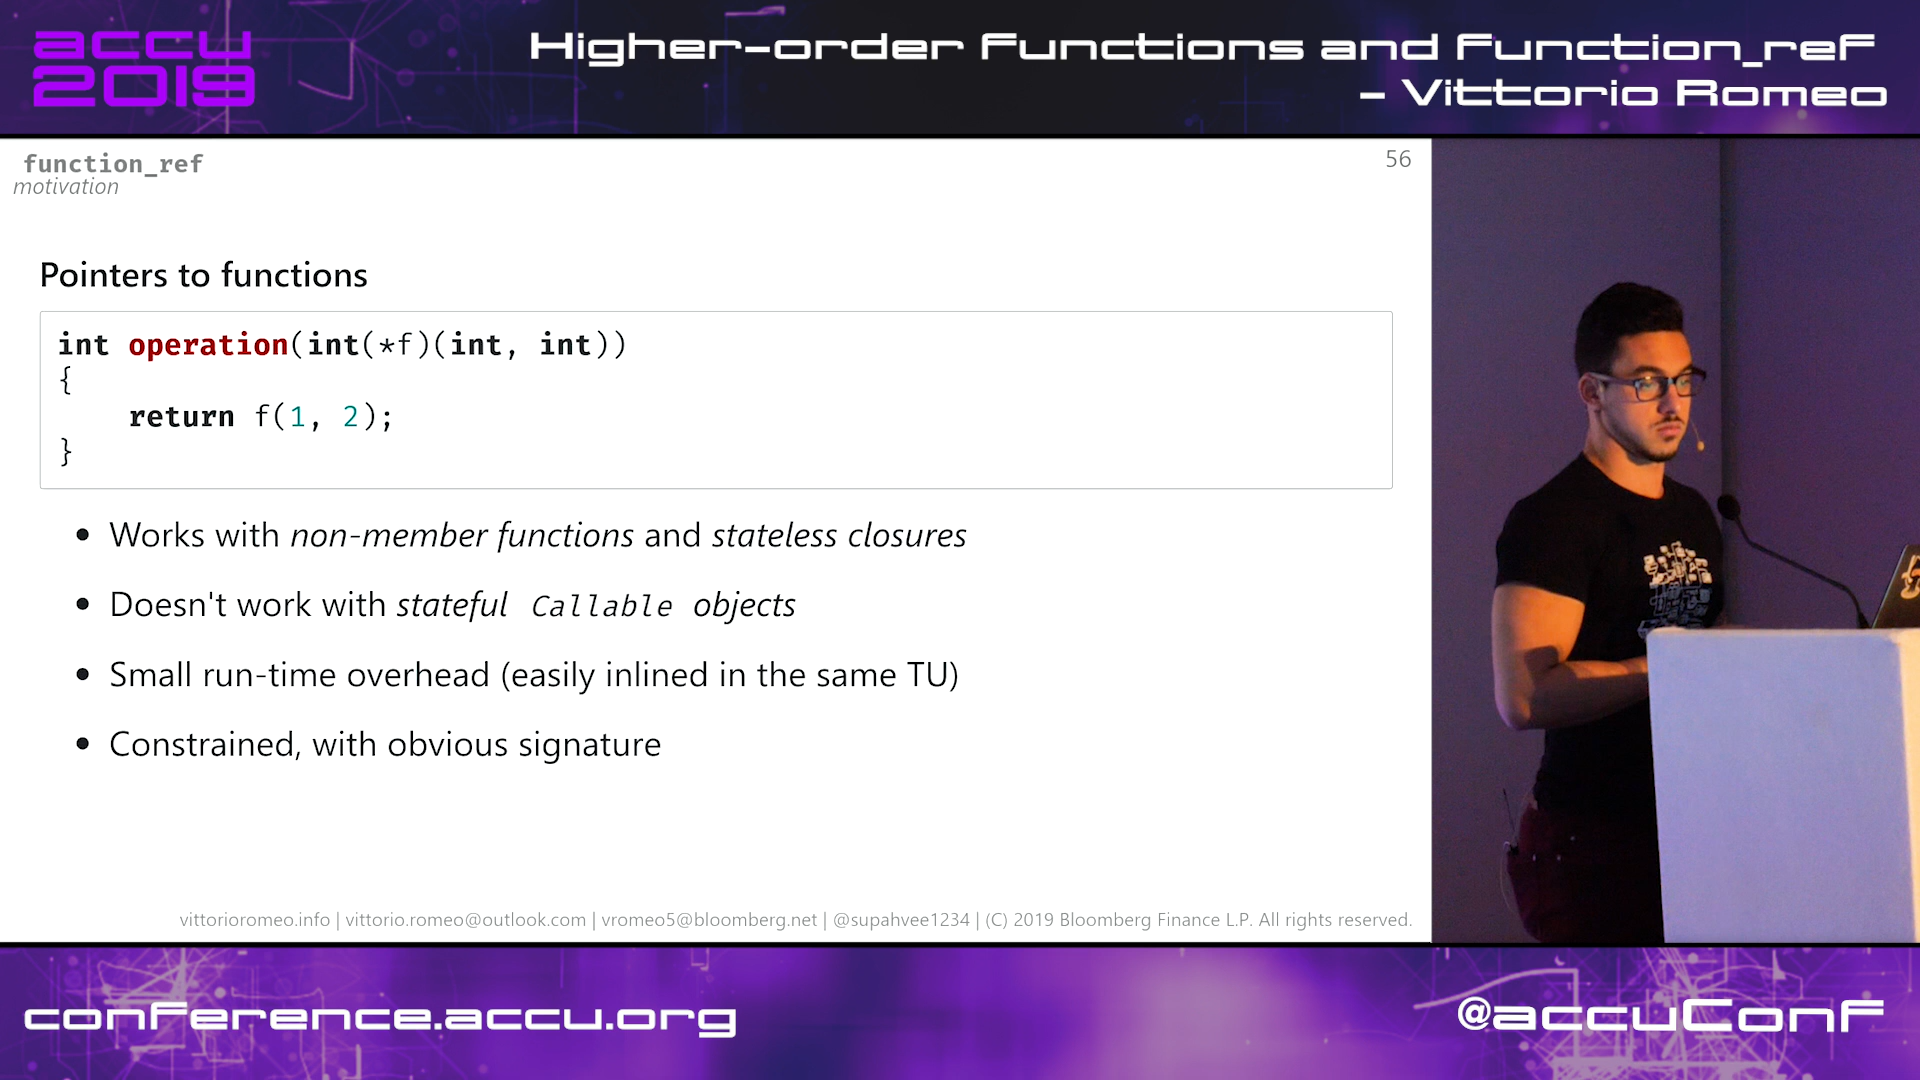 accu
2019
Higher-order Functions and Function_ref
- Vittorio Romeo
function_ref
motivation
56
Pointers to functions
int operation(int(*f)(int, int))
{
    return f(1, 2);
}
• Works with non-member functions and stateless closures
• Doesn't work with stateful Callable objects
• Small run-time overhead (easily inlined in the same TU)
• Constrained, with obvious signature
vittorioromeo.info | vittorio.romeo@outlook.com | vromeo5@bloomberg.net | @supahvee1234 | (C) 2019 Bloomberg Finance L.P. All rights reserved.
conference.accu.org
@accuConf